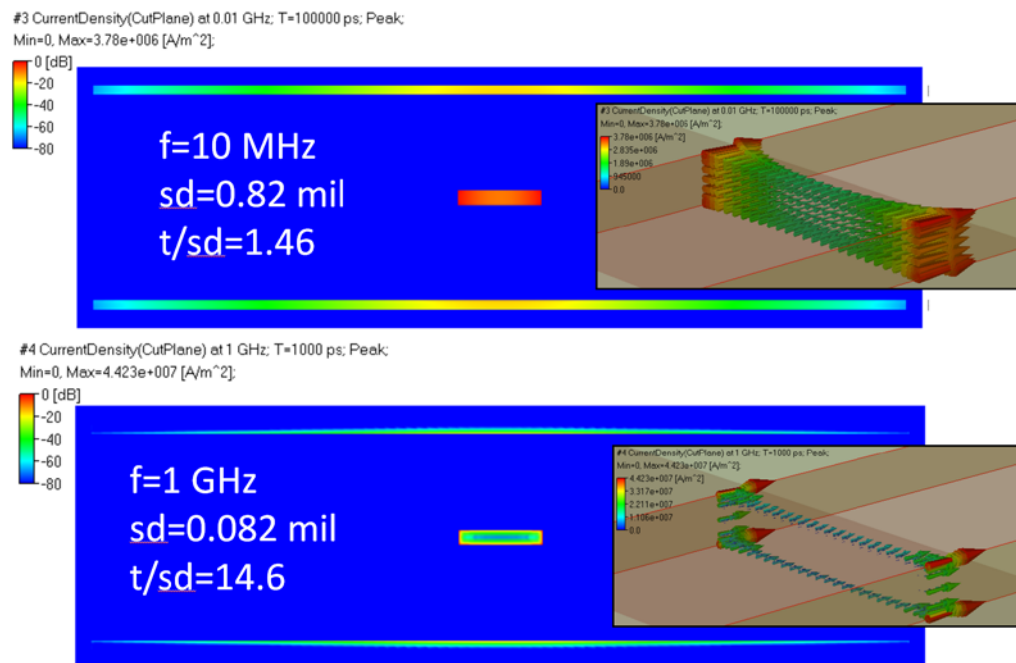 #3 CurrentDensity(CutPlane) at 0.01 GHz; T=100000 ps; Peak;
Min=0, Max=3.78e+006 [A/m^2];
0 [dB]
-20
-40
-60
-80
f=10 MHz
sd=0.82 mil
t/sd=1.46
#3 CurrentDensity(CutPlane) at 0.01 GHz; T=100000 ps; Peak;
Min=0, Max=3.78e+006 [A/m^2];
3.78e+006 [A/m^2]
2.835e+006
1.89e+006
945000
0.0
#4 CurrentDensity(CutPlane) at 1 GHz; T=1000 ps; Peak;
Min=0, Max=4.423e+007 [A/m^2];
0 [dB]
-20
-40
-60
-80
f=1 GHz
sd=0.082 mil
t/sd=14.6
#4 CurrentDensity(CutPlane) at 1 GHz; T=1000 ps; Peak;
Min=0, Max=4.423e+007 [A/m^2];
4.423e+007 [A/m^2]
3.317e+007
2.211e+007
1.106e+007
0.0